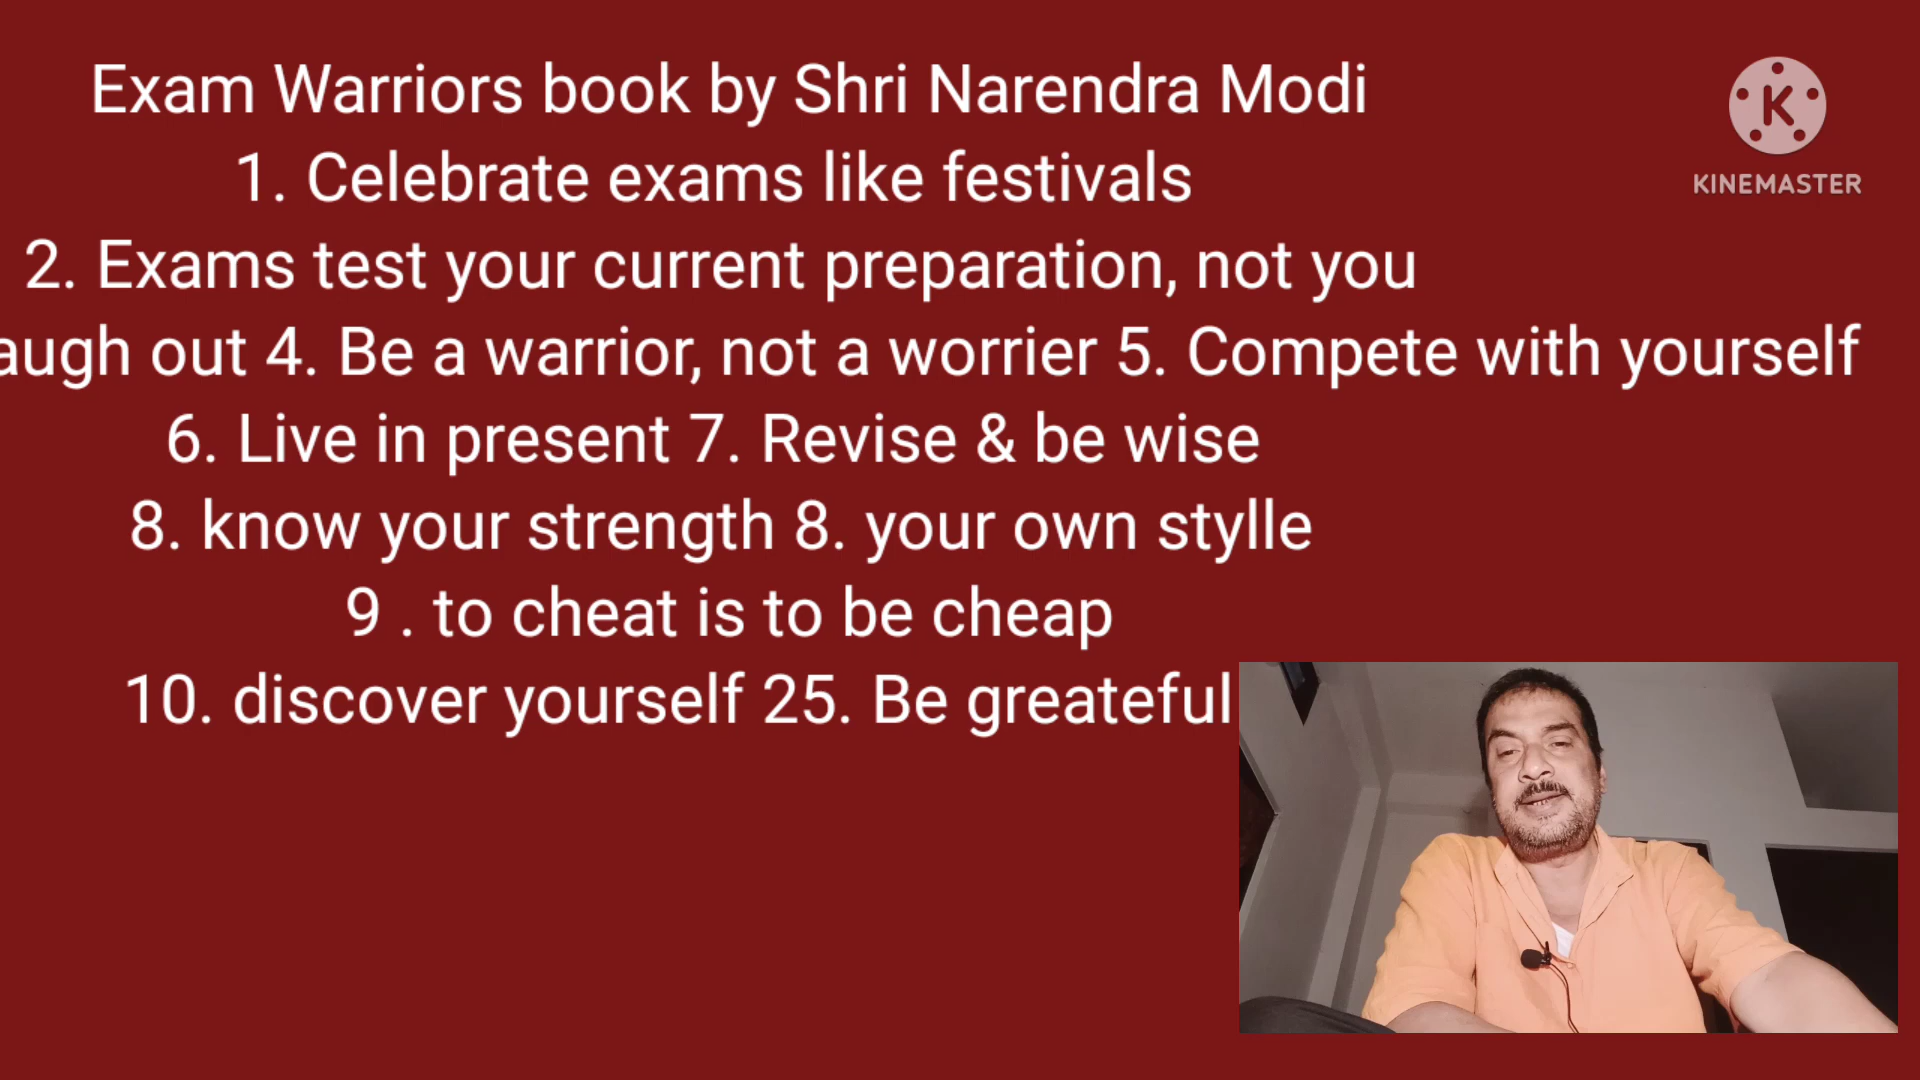 Exam Warriors book by Shri Narendra Modi
1. Celebrate exams like festivals
2. Exams test your current preparation, not you
augh out 4. Be a warrior, not a worrier 5. Compete with yourself
6. Live in present 7. Revise & be wise
8. know your strength 8. your own stylle
9 . to cheat is to be cheap
10. discover yourself 25. Be greateful
K
KINEMASTER